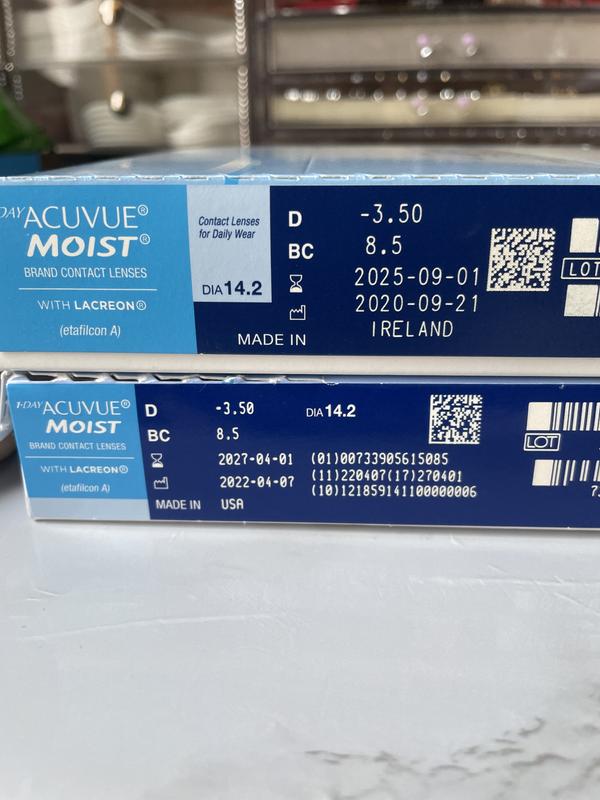 DAY ACUVUE®
MOIST®
BRAND CONTACT LENSES
WITH LACREON®
(etafilcon A)
Contact Lenses
for Daily Wear
DIA 14.2
D -3.50
BC 8.5
2025-09-01
2020-09-21
MADE IN IRELAND
LOT
1-DAY ACUVUE®
MOIST®
BRAND CONTACT LENSES
WITH LACREON®
(etafilcon A)
D -3.50 DIA 14.2
BC 8.5
2027-04-01 (01)00733905615085
2022-04-07 (11)220407(17)270401
(10)121859141100000006
MADE IN USA
LOT
7